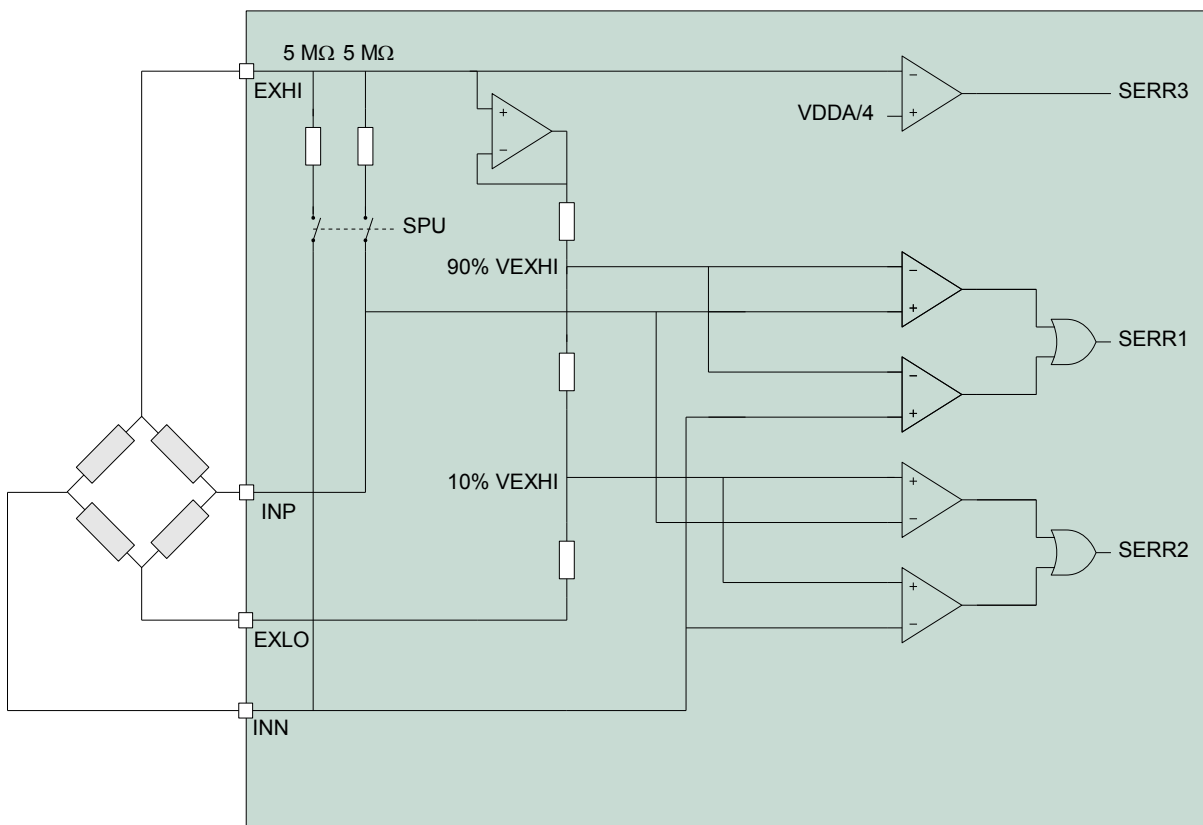 5 MΩ 5 MΩ
EXHI
SERR3
VDDA/4
+
−
−
+
SPU
90% VEXHI
−
+
SERR1
−
+
10% VEXHI
+
−
INP
SERR2
+
−
EXLO
INN